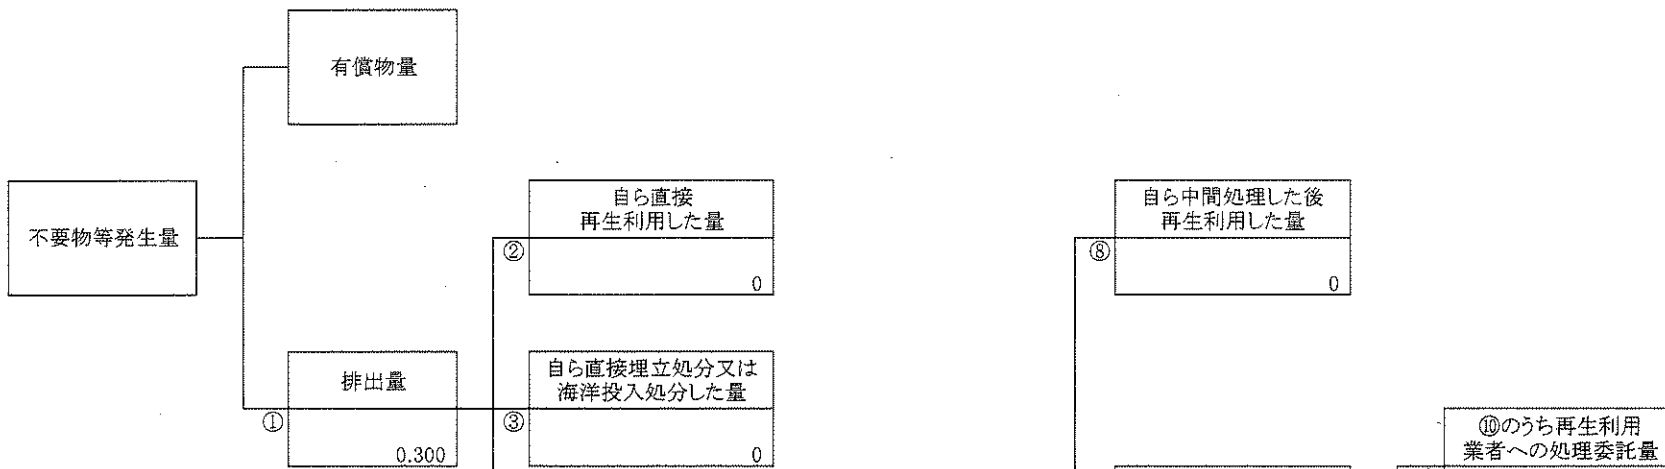 有償物量
不要物等発生量
自ら直接
再生利用した量
②
0
自ら中間処理した後
再生利用した量
⑧
0
排出量
①
0.300
自ら直接埋立処分又は
海洋投入処分した量
③
0
⑩のうち再生利用
業者への処理委託量